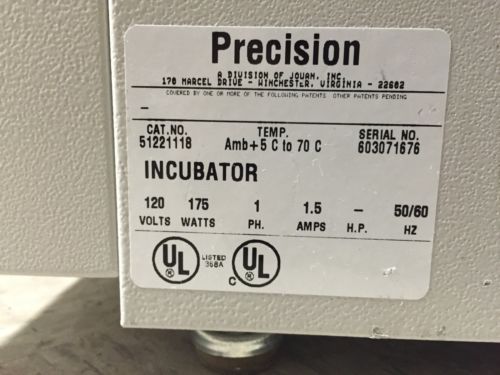 Precision
A DIVISION OF JOUAN, INC.
170 MARCEL DRIVE - WINCHESTER, VIRGINIA - 22602
COVERED BY ONE OR MORE OF THE FOLLOWING PATENTS OTHER PATENTS PENDING
–
CAT.NO. TEMP. SERIAL NO.
51221118 Amb+5 C to 70 C 603071676
INCUBATOR
120 175 1 1.5 – 50/60
VOLTS WATTS PH. AMPS H.P. HZ
UL LISTED 368A C UL